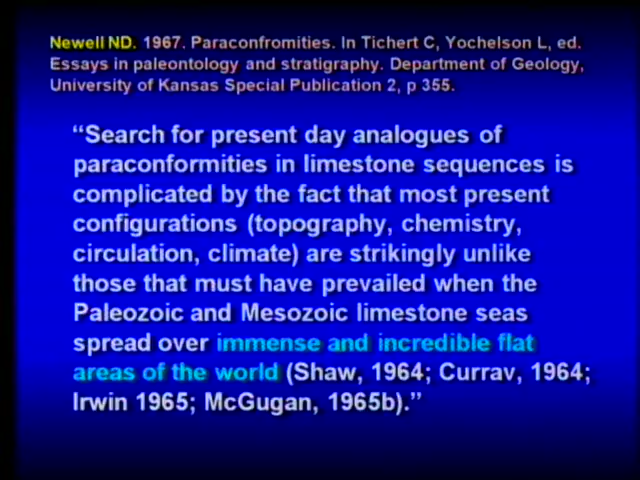 Newell ND. 1967. Paraconfromities. In Tichert C, Yochelson L, ed.
Essays in paleontology and stratigraphy. Department of Geology,
University of Kansas Special Publication 2, p 355.
“Search for present day analogues of
paraconformities in limestone sequences is
complicated by the fact that most present
configurations (topography, chemistry,
circulation, climate) are strikingly unlike
those that must have prevailed when the
Paleozoic and Mesozoic limestone seas
spread over immense and incredible flat
areas of the world (Shaw, 1964; Currav, 1964;
Irwin 1965; McGugan, 1965b).”